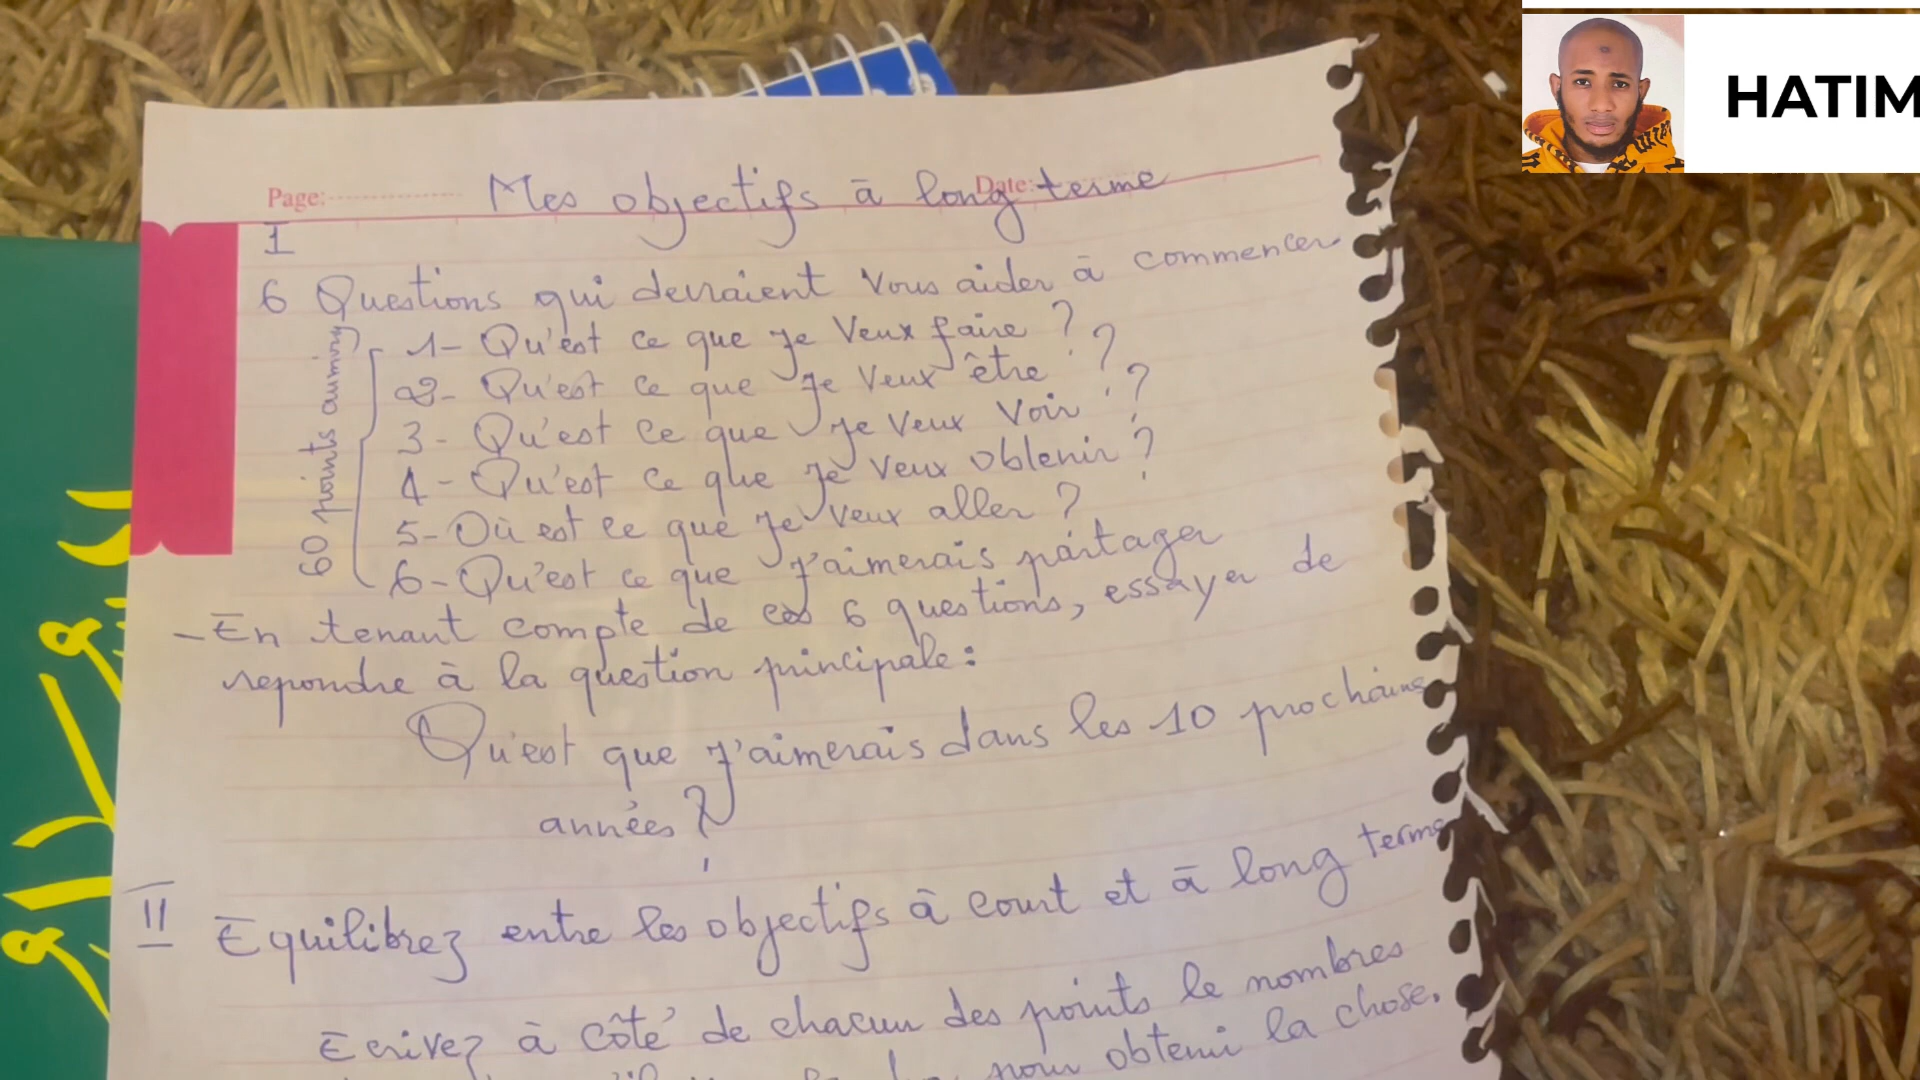 HATIM
Page: Date:
Mes objectifs à long terme
I
6 Questions qui devraient Vous aider à commencer
1- Qu'est ce que je Veux faire ?
2- Qu'est ce que je Veux être ?
3- Qu'est ce que je Veux Voir ?
4- Qu'est ce que je Veux obtenir ?
5- Où est ce que je Veux aller ?
6- Qu'est ce que j'aimerais partager
60 points
- En tenant compte de ces 6 questions, essayer de
repondre à la question principale :
Qu'est que j'aimerais dans les 10 prochaines
années ?
II Equilibrez entre les objectifs à court et à long terme
Ecrivez à côté de chacun des points le nombres
pour obtenir la chose.